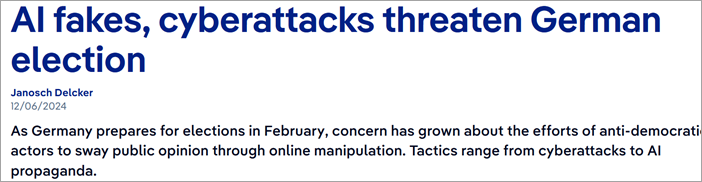 AI fakes, cyberattacks threaten German
election
Janosch Delcker
12/06/2024
As Germany prepares for elections in February, concern has grown about the efforts of anti-democrati
actors to sway public opinion through online manipulation. Tactics range from cyberattacks to AI
propaganda.